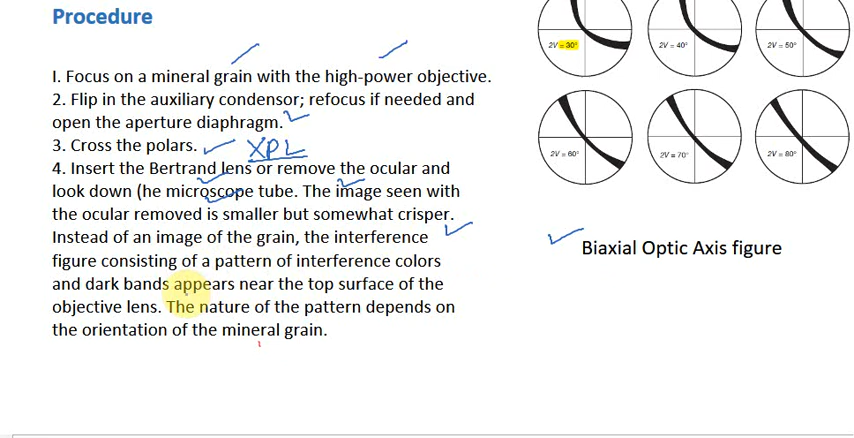 Procedure
I. Focus on a mineral grain with the high-power objective.
2. Flip in the auxiliary condensor; refocus if needed and
open the aperture diaphragm.
3. Cross the polars.
XPL
4. Insert the Bertrand lens or remove the ocular and
look down (he microscope tube. The image seen with
the ocular removed is smaller but somewhat crisper.
Instead of an image of the grain, the interference
figure consisting of a pattern of interference colors
and dark bands appears near the top surface of the
objective lens. The nature of the pattern depends on
the orientation of the mineral grain.
2V = 30°
2V = 40°
2V = 50°
2V = 60°
2V = 70°
2V = 80°
Biaxial Optic Axis figure